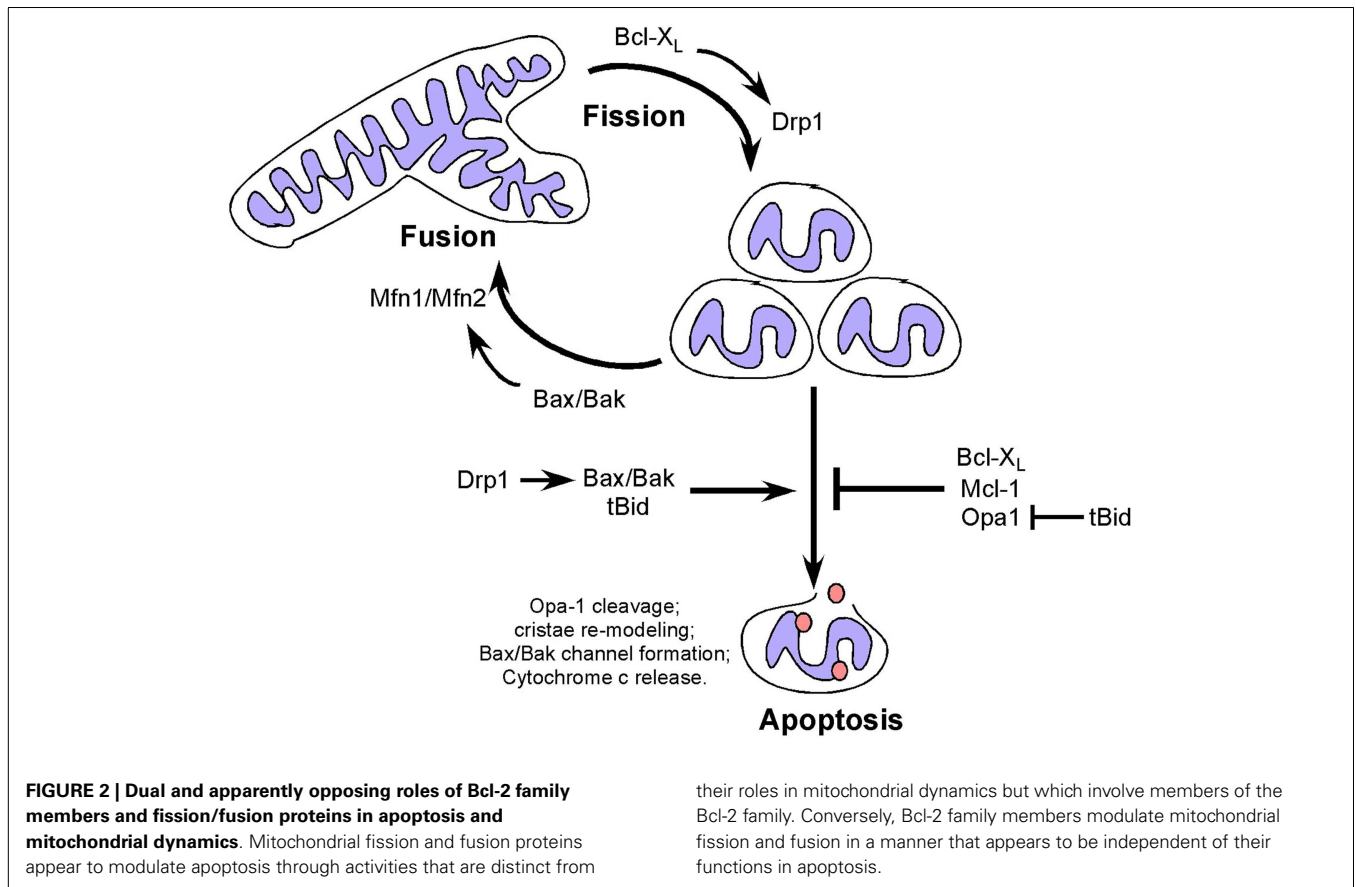 Bcl-XL
Fission
Drp1
Fusion
Mfn1/Mfn2
Bax/Bak
Drp1
Bax/Bak
tBid
Bcl-XL
Mcl-1
Opa1
tBid
Opa-1 cleavage;
cristae re-modeling;
Bax/Bak channel formation;
Cytochrome c release.
Apoptosis
FIGURE 2 | Dual and apparently opposing roles of Bcl-2 family
members and fission/fusion proteins in apoptosis and
mitochondrial dynamics. Mitochondrial fission and fusion proteins
appear to modulate apoptosis through activities that are distinct from
their roles in mitochondrial dynamics but which involve members of the
Bcl-2 family. Conversely, Bcl-2 family members modulate mitochondrial
fission and fusion in a manner that appears to be independent of their
functions in apoptosis.